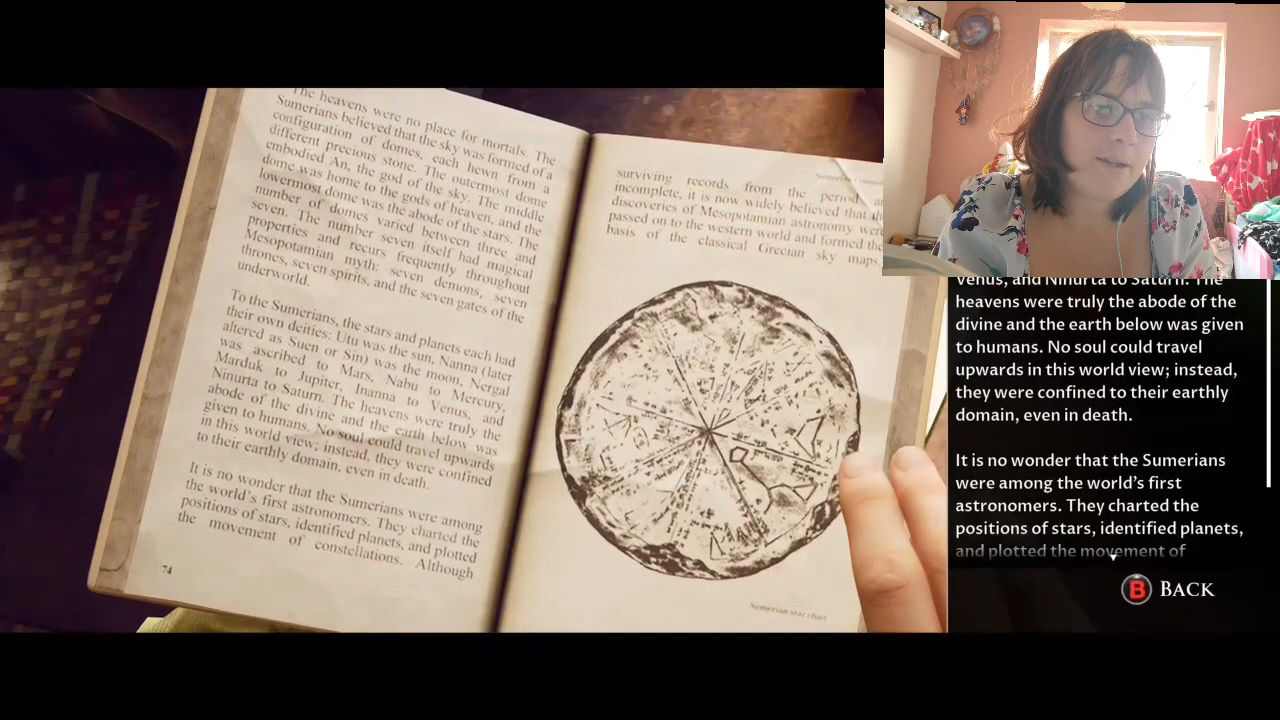 The heavens were no place for mortals. The
Sumerians believed that the sky was formed of a
configuration of domes, each hewn from a
different precious stone. The outermost dome
embodied An, the god of the sky. The middle
dome was home to the gods of heaven, and the
lowermost dome was the abode of the stars. The
number of domes varied between three and
seven. The number seven itself had magical
properties and recurs frequently throughout
Mesopotamian myth: seven demons, seven
thrones, seven spirits, and the seven gates of the
underworld.
To the Sumerians, the stars and planets each had
their own deities: Utu was the sun, Nanna (later
altered as Suen or Sin) was the moon, Nergal
was ascribed to Mars, Nabu to Mercury,
Marduk to Jupiter, Inanna to Venus, and
Ninurta to Saturn. The heavens were truly the
abode of the divine and the earth below was
given to humans. No soul could travel upwards
in this world view; instead, they were confined
to their earthly domain, even in death.
It is no wonder that the Sumerians were among
the world's first astronomers. They charted the
positions of stars, identified planets, and plotted
the movement of constellations. Although
74
Sumerian
surviving records from the period
incomplete, it is now widely believed that
discoveries of Mesopotamian astronomy were
passed on to the western world and formed the
basis of the classical Grecian sky maps.
Sumerian star chart
Venus, and Ninurta to Saturn. The
heavens were truly the abode of the
divine and the earth below was given
to humans. No soul could travel
upwards in this world view; instead,
they were confined to their earthly
domain, even in death.
It is no wonder that the Sumerians
were among the world's first
astronomers. They charted the
positions of stars, identified planets,
and plotted the movement of
B BACK